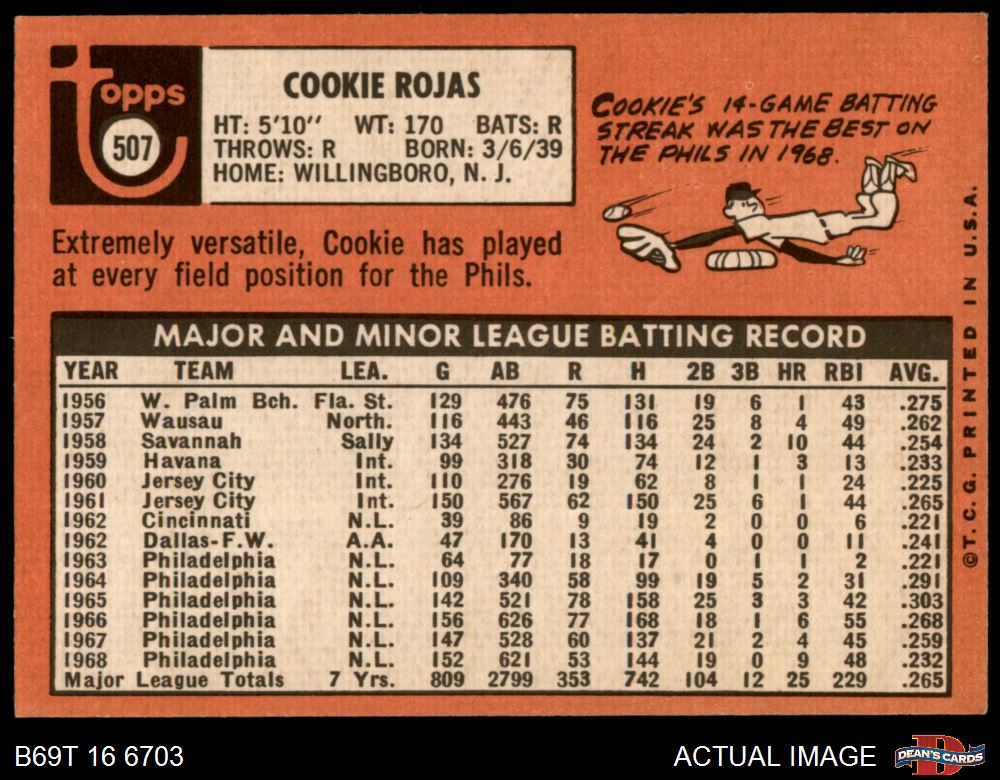 topps
507
COOKIE ROJAS
HT: 5'10" WT: 170 BATS: R
THROWS: R BORN: 3/6/39
HOME: WILLINGBORO, N. J.
COOKIE'S 14-GAME BATTING
STREAK WAS THE BEST ON
THE PHILS IN 1968.
Extremely versatile, Cookie has played
at every field position for the Phils.
MAJOR AND MINOR LEAGUE BATTING RECORD
YEAR TEAM LEA. G AB R H 2B 3B HR RBI AVG.
1956 W. Palm Bch. Fla. St. 129 476 75 131 19 6 1 43 .275
1957 Wausau North. 116 443 46 116 25 8 4 49 .262
1958 Savannah Sally 134 527 74 134 24 2 10 44 .254
1959 Havana Int. 99 318 30 74 12 1 3 13 .233
1960 Jersey City Int. 110 276 19 62 8 1 1 24 .225
1961 Jersey City Int. 150 567 62 150 25 6 1 44 .265
1962 Cincinnati N.L. 39 86 9 19 2 0 0 6 .221
1962 Dallas-F.W. A.A. 47 170 13 41 4 0 0 11 .241
1963 Philadelphia N.L. 64 77 18 17 0 1 1 2 .221
1964 Philadelphia N.L. 109 340 58 99 19 5 2 31 .291
1965 Philadelphia N.L. 142 521 78 158 25 3 3 42 .303
1966 Philadelphia N.L. 156 626 77 168 18 1 6 55 .268
1967 Philadelphia N.L. 147 528 60 137 21 2 4 45 .259
1968 Philadelphia N.L. 152 621 53 144 19 0 9 48 .232
Major League Totals 7 Yrs. 809 2799 353 742 104 12 25 229 .265
© T. C. G. PRINTED IN U.S.A.
B69T 16 6703
ACTUAL IMAGE
D
DEAN'S CARDS